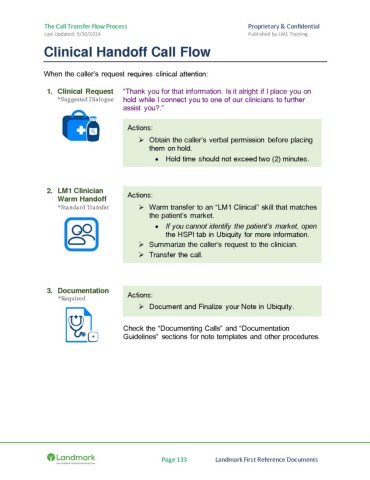 The Call Transfer Flow Process
Proprietary & Confidential
Last Updated: 5/30/2024
Published by LM1 Training
Clinical Handoff Call Flow
When the caller's request requires clinical attention:
1. Clinical Request
*Suggested Dialogue
"Thank you for that information. Is it alright if I place you on
hold while I connect you to one of our clinicians to further
assist you?."
Actions:
➢ Obtain the caller's verbal permission before placing
them on hold.
• Hold time should not exceed two (2) minutes.
2. LM1 Clinician
Warm Handoff
*Standard Transfer
Actions:
➢ Warm transfer to an "LM1 Clinical" skill that matches
the patient's market.
• If you cannot identify the patient's market, open
the HSPI tab in Ubiquity for more information.
➢ Summarize the caller's request to the clinician.
➢ Transfer the call.
3. Documentation
*Required
Actions:
➢ Document and Finalize your Note in Ubiquity.
Check the "Documenting Calls" and "Documentation
Guidelines" sections for note templates and other procedures.
Landmark
Page 133
Landmark First Reference Documents